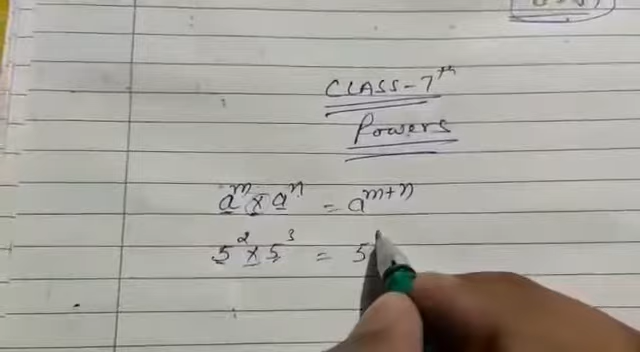 CLASS-7th
Powers
a^m × a^n = a^m+n
5^2 × 5^3 = 5